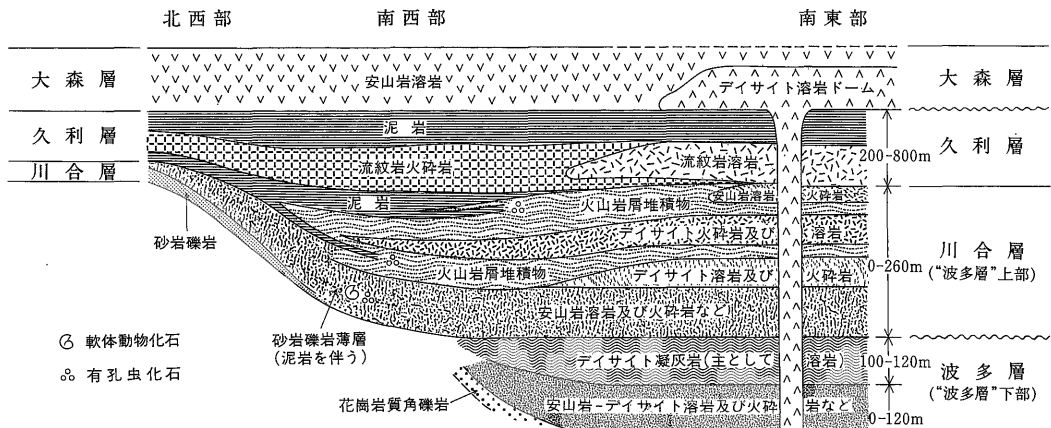 北西部
南西部
南東部
大森層
安山岩溶岩
デイサイト溶岩ドーム
大森層
久利層
泥岩
流紋岩火砕岩
流紋岩溶岩
200-800m
久利層
川合層
砂岩礫岩
泥岩
火山岩屑堆積物
安山岩溶岩
火砕岩
デイサイト火砕岩及び
溶岩
火山岩屑堆積物
デイサイト溶岩及び
火砕岩
0-260m
川合層
("波多層"上部)
安山岩溶岩及び火砕岩など
砂岩礫岩薄層
(泥岩を伴う)
軟体動物化石
有孔虫化石
デイサイト凝灰岩(主として
溶岩)
100-120m
波多層
("波多層"下部)
花崗岩質角礫岩
安山岩-デイサイト溶岩及び火砕
岩など
0-120m